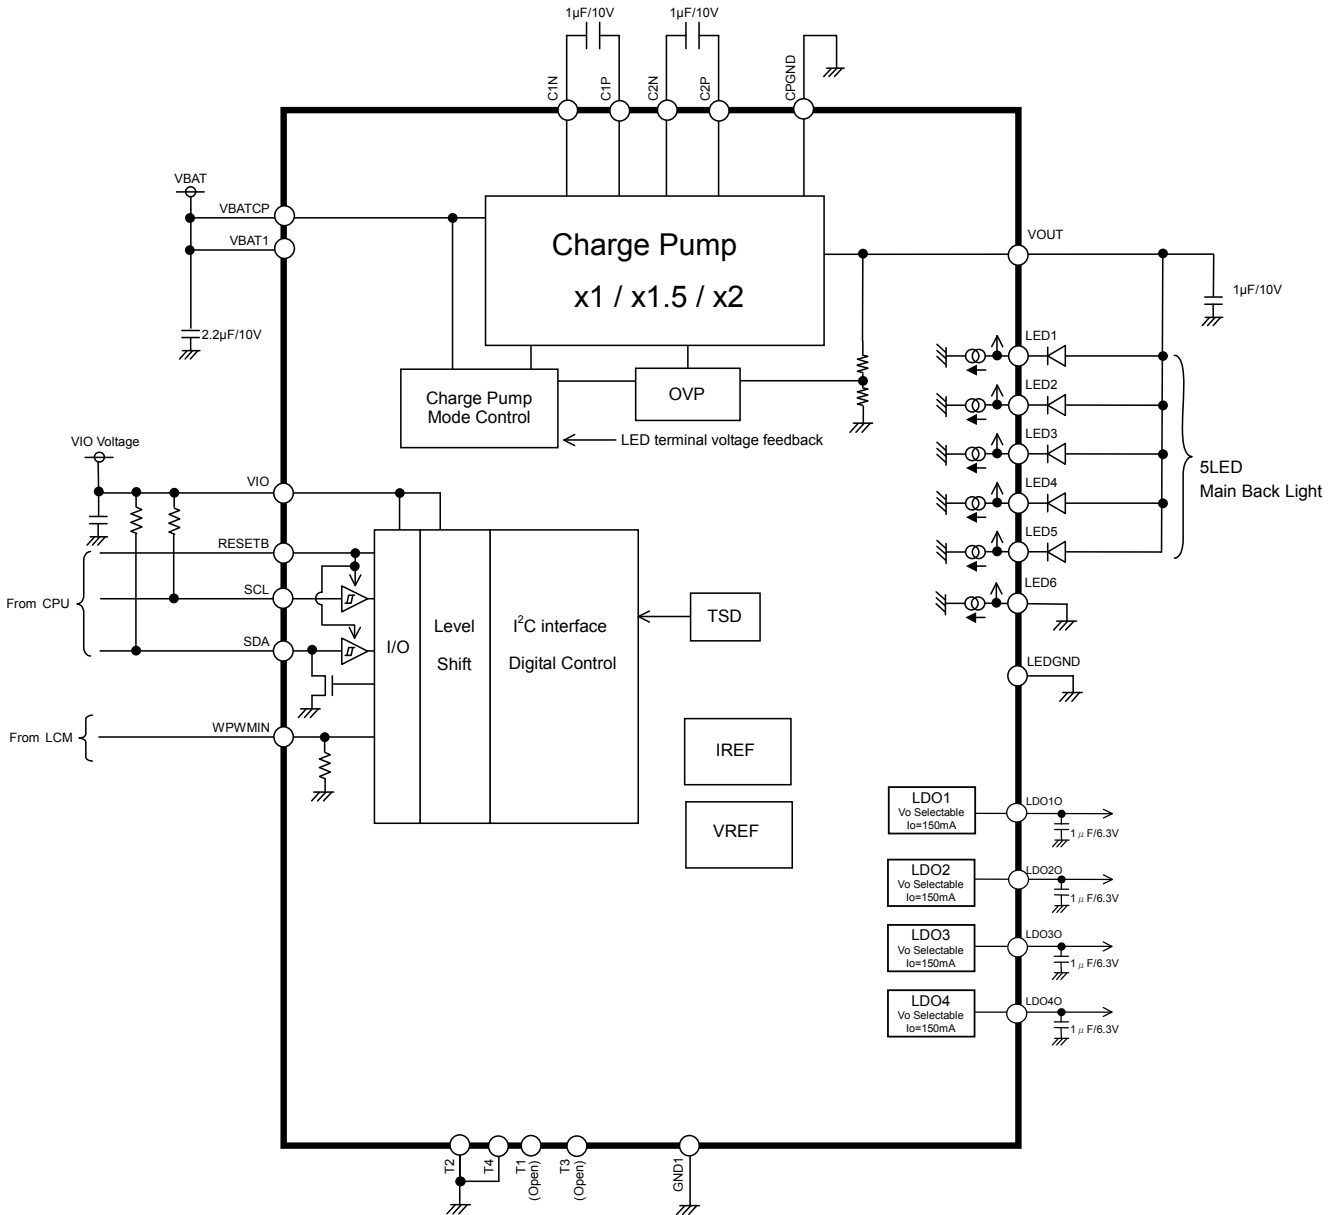 1μF/10V
1μF/10V
C1N
C1P
C2N
C2P
CPGND
VBAT
VBATCP
VBAT1
2.2μF/10V
Charge Pump
x1 / x1.5 / x2
VOUT
1μF/10V
Charge Pump
Mode Control
OVP
LED terminal voltage feedback
LED1
LED2
LED3
LED4
LED5
LED6
5LED
Main Back Light
LEDGND
VIO Voltage
VIO
RESETB
SCL
SDA
From CPU
WPWMIN
From LCM
I/O
Level
Shift
I²C interface
Digital Control
TSD
IREF
VREF
LDO1
Vo Selectable
Io=150mA
LDO1O
1μF/6.3V
LDO2
Vo Selectable
Io=150mA
LDO2O
1μF/6.3V
LDO3
Vo Selectable
Io=150mA
LDO3O
1μF/6.3V
LDO4
Vo Selectable
Io=150mA
LDO4O
1μF/6.3V
T2
T4
T1
(Open)
T3
(Open)
GND1